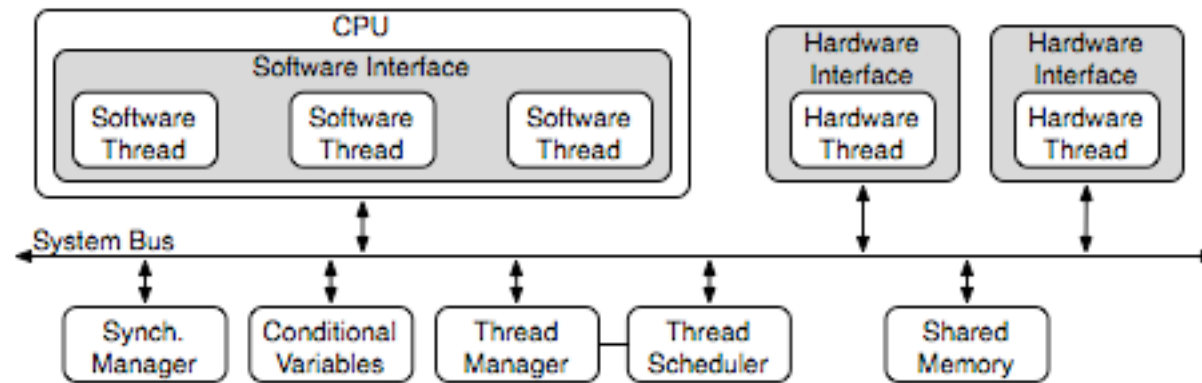 CPU
Software Interface
Software
Thread
Software
Thread
Software
Thread
Hardware
Interface
Hardware
Thread
Hardware
Interface
Hardware
Thread
System Bus
Synch.
Manager
Conditional
Variables
Thread
Manager
Thread
Scheduler
Shared
Memory